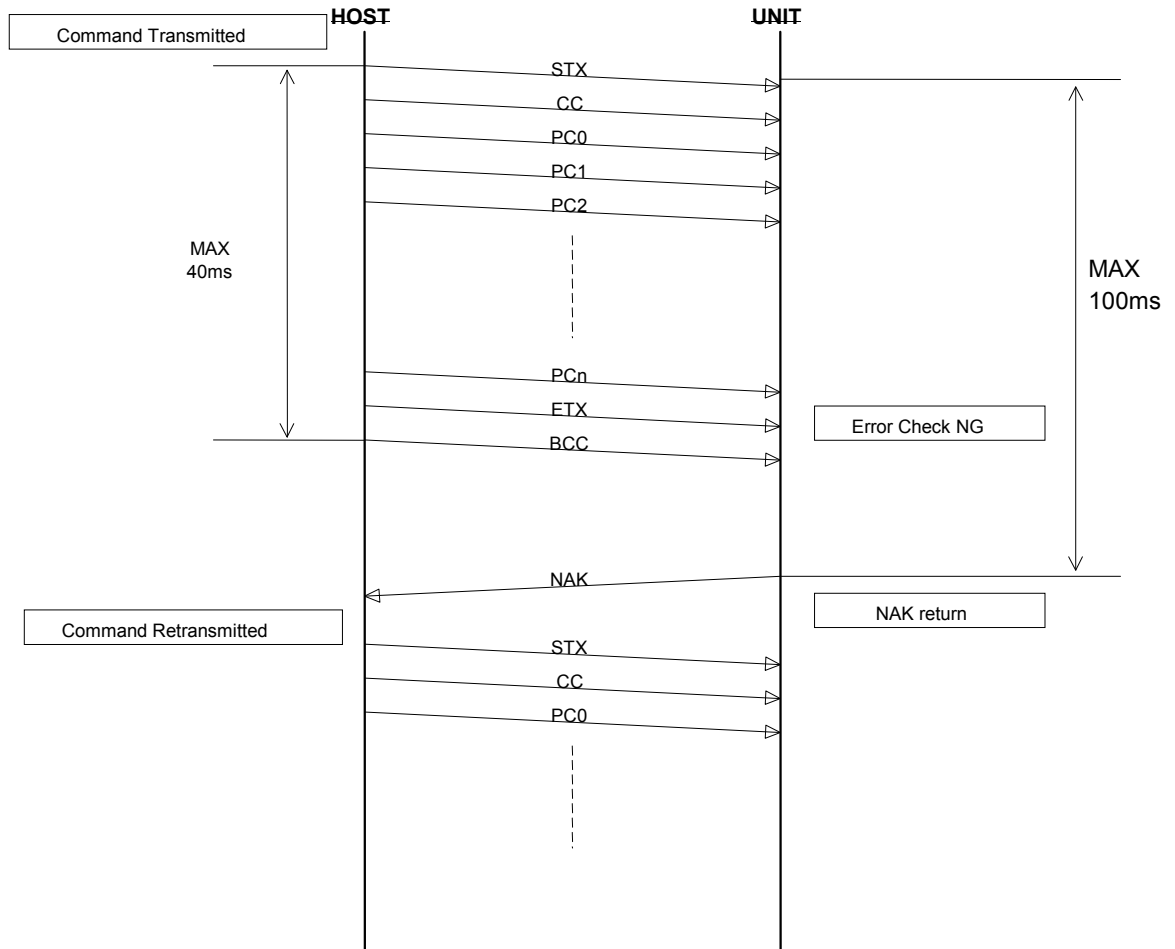 HOST
UNIT
Command Transmitted
STX
CC
PC0
PC1
PC2
MAX
40ms
MAX
100ms
PCn
ETX
Error Check NG
BCC
NAK
NAK return
Command Retransmitted
STX
CC
PC0